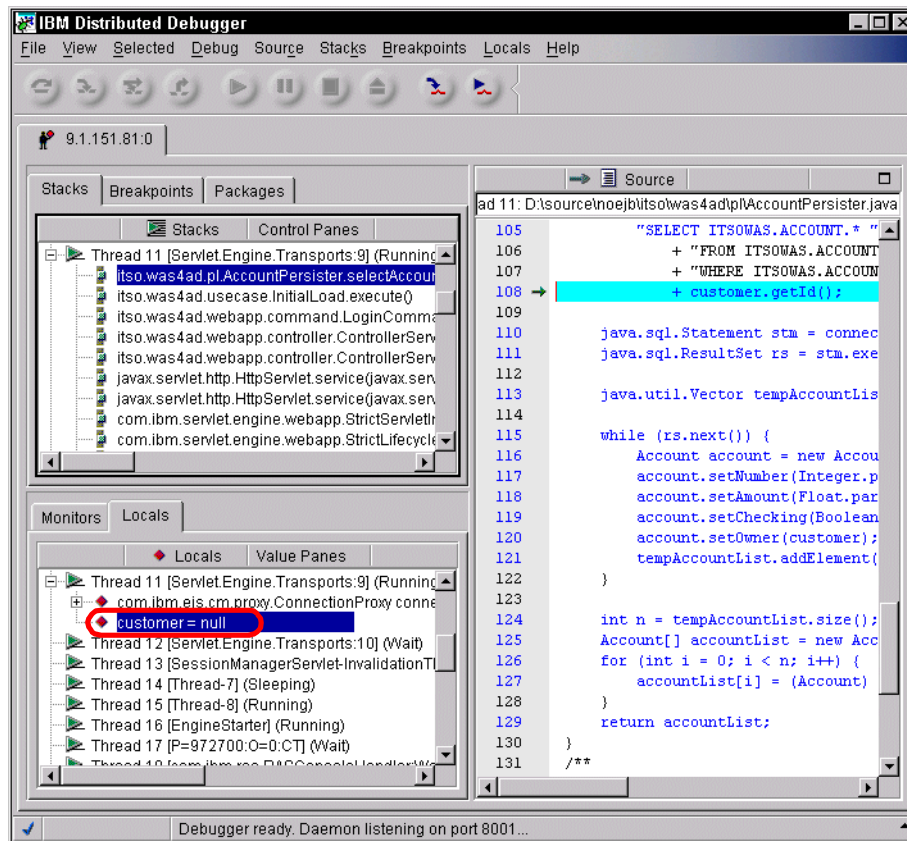 IBM Distributed Debugger
File View Selected Debug Source Stacks Breakpoints Locals Help
9.1.151.81:0
Stacks Breakpoints Packages
Stacks Control Panes
Thread 11 [Servlet.Engine.Transports:9] (Running
itso.was4ad.pl.AccountPersister.selectAccour
itso.was4ad.usecase.InitialLoad.execute()
itso.was4ad.webapp.command.LoginComma
itso.was4ad.webapp.controller.ControllerServ
itso.was4ad.webapp.controller.ControllerServ
javax.servlet.http.HttpServlet.service(javax.serv
javax.servlet.http.HttpServlet.service(javax.serv
com.ibm.servlet.engine.webapp.StrictServletIr
com.ibm.servlet.engine.webapp.StrictLifecycle
Monitors Locals
Locals Value Panes
Thread 11 [Servlet.Engine.Transports:9] (Running
com.ibm.ejs.cm.proxy.ConnectionProxy conne
customer = null
Thread 12 [Servlet.Engine.Transports:10] (Wait)
Thread 13 [SessionManagerServlet-InvalidationTl
Thread 14 [Thread-7] (Sleeping)
Thread 15 [Thread-8] (Running)
Thread 16 [EngineStarter] (Running)
Thread 17 [P=972700:O=0:CT] (Wait)
Source
ad 11: D:\source\noejb\itso\was4ad\pl\AccountPersister.java
105 "SELECT ITSOWAS.ACCOUNT.* "
106 + "FROM ITSOWAS.ACCOUNT
107 + "WHERE ITSOWAS.ACCOUN
108 + customer.getId();
109
110 java.sql.Statement stm = connec
111 java.sql.ResultSet rs = stm.exe
112
113 java.util.Vector tempAccountLis
114
115 while (rs.next()) {
116 Account account = new Accou
117 account.setNumber(Integer.p
118 account.setAmount(Float.par
119 account.setChecking(Boolean
120 account.setOwner(customer);
121 tempAccountList.addElement(
122 }
123
124 int n = tempAccountList.size();
125 Account[] accountList = new Acc
126 for (int i = 0; i < n; i++) {
127 accountList[i] = (Account)
128 }
129 return accountList;
130 }
131 /**
Debugger ready. Daemon listening on port 8001...